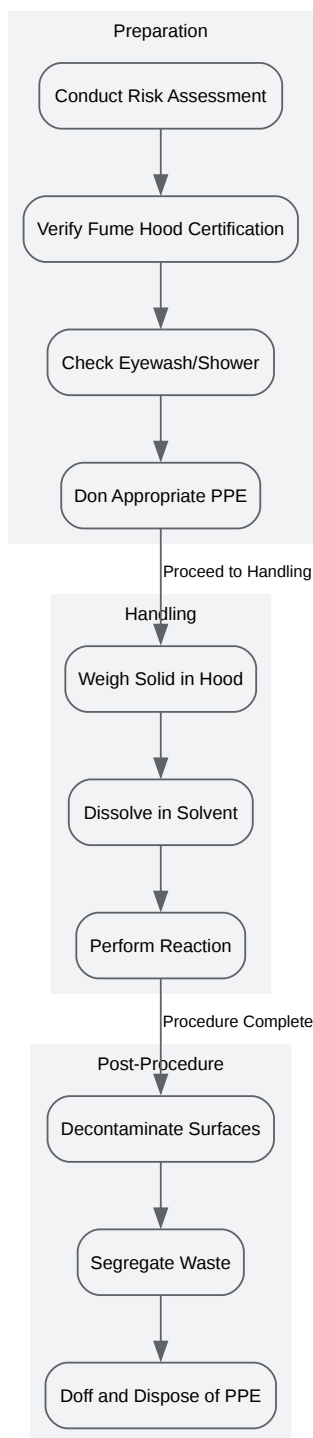 Preparation
Conduct Risk Assessment
Verify Fume Hood Certification
Check Eyewash/Shower
Don Appropriate PPE
Proceed to Handling
Handling
Weigh Solid in Hood
Dissolve in Solvent
Perform Reaction
Procedure Complete
Post-Procedure
Decontaminate Surfaces
Segregate Waste
Doff and Dispose of PPE